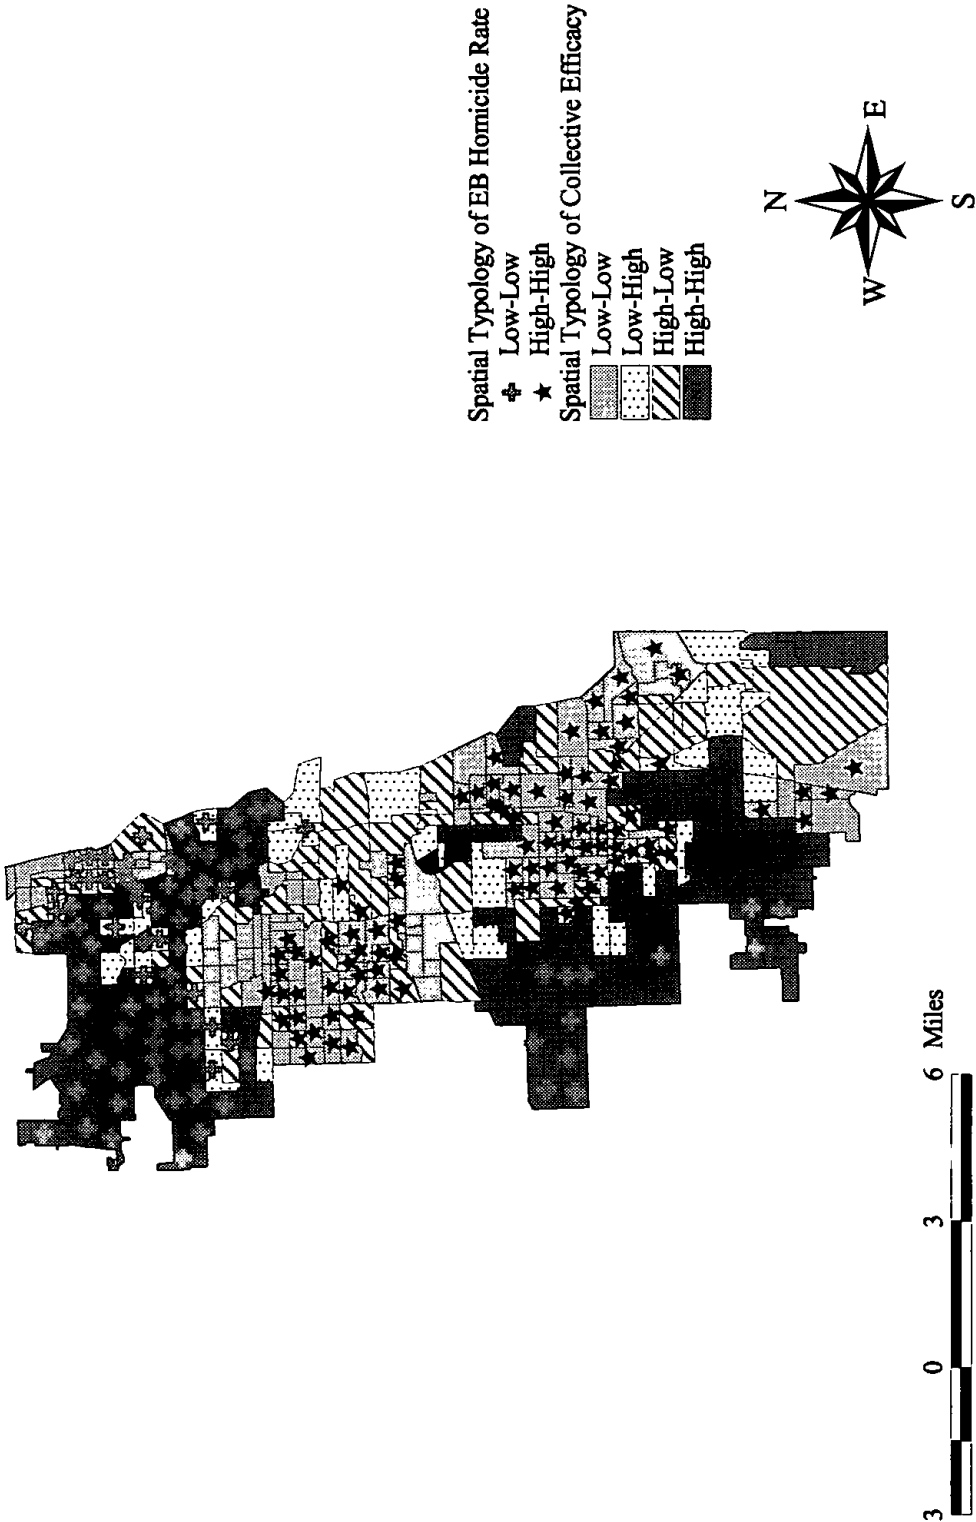 Spatial Typology of EB Homicide Rate
Low-Low
High-High
Spatial Typology of Collective Efficacy
Low-Low
Low-High
High-Low
High-High
N
W
E
S
3 0 3 6 Miles